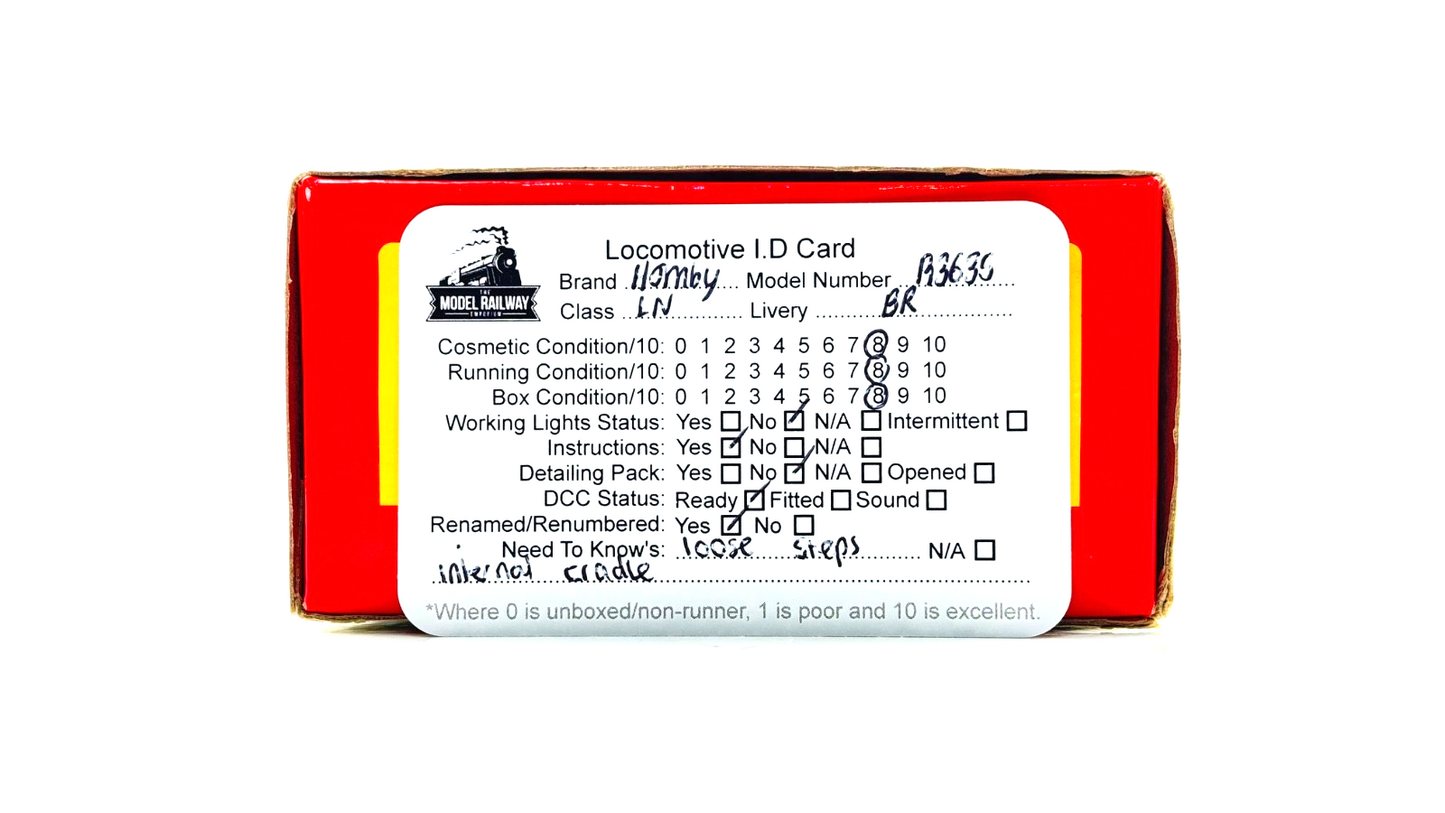 THE
MODEL RAILWAY
EMPORIUM
Locomotive I.D Card
Brand Hornby Model Number R3635
Class LN Livery BR
Cosmetic Condition/10: 0 1 2 3 4 5 6 7 8 9 10
Running Condition/10: 0 1 2 3 4 5 6 7 8 9 10
Box Condition/10: 0 1 2 3 4 5 6 7 8 9 10
Working Lights Status: Yes ☐ No ☑ N/A ☐ Intermittent ☐
Instructions: Yes ☑ No ☐ N/A ☐
Detailing Pack: Yes ☐ No ☑ N/A ☐ Opened ☐
DCC Status: Ready ☑ Fitted ☐ Sound ☐
Renamed/Renumbered: Yes ☑ No ☐
Need To Know's: loose steps N/A ☐
internal cradle
*Where 0 is unboxed/non-runner, 1 is poor and 10 is excellent.